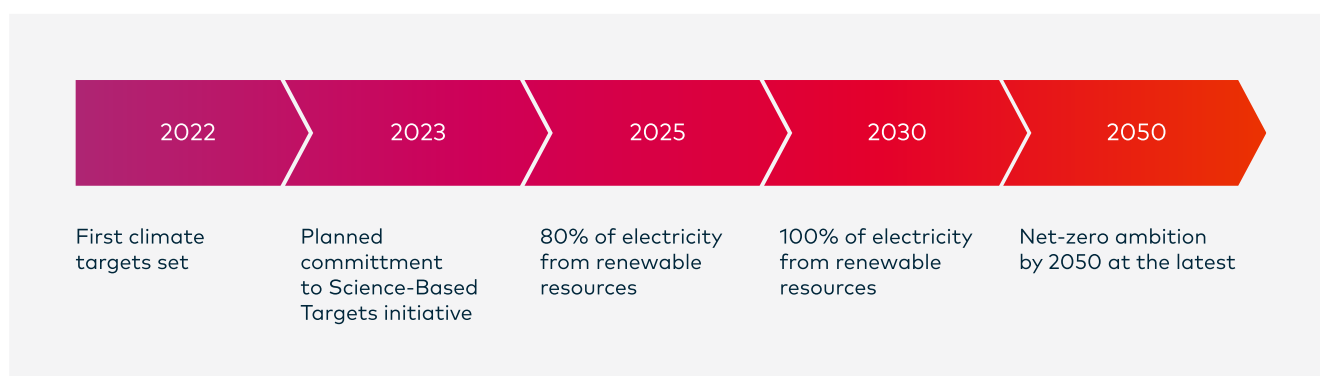 2022
2023
2025
2030
2050
First climate
targets set
Planned
committment
to Science-Based
Targets initiative
80% of electricity
from renewable
resources
100% of electricity
from renewable
resources
Net-zero ambition
by 2050 at the latest